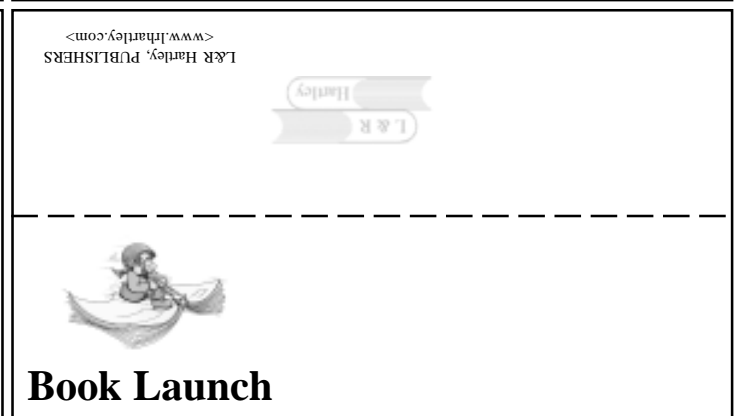 L&R Hartley, PUBLISHERS
<www.lrhartley.com>
L & R
Hartley
Book Launch